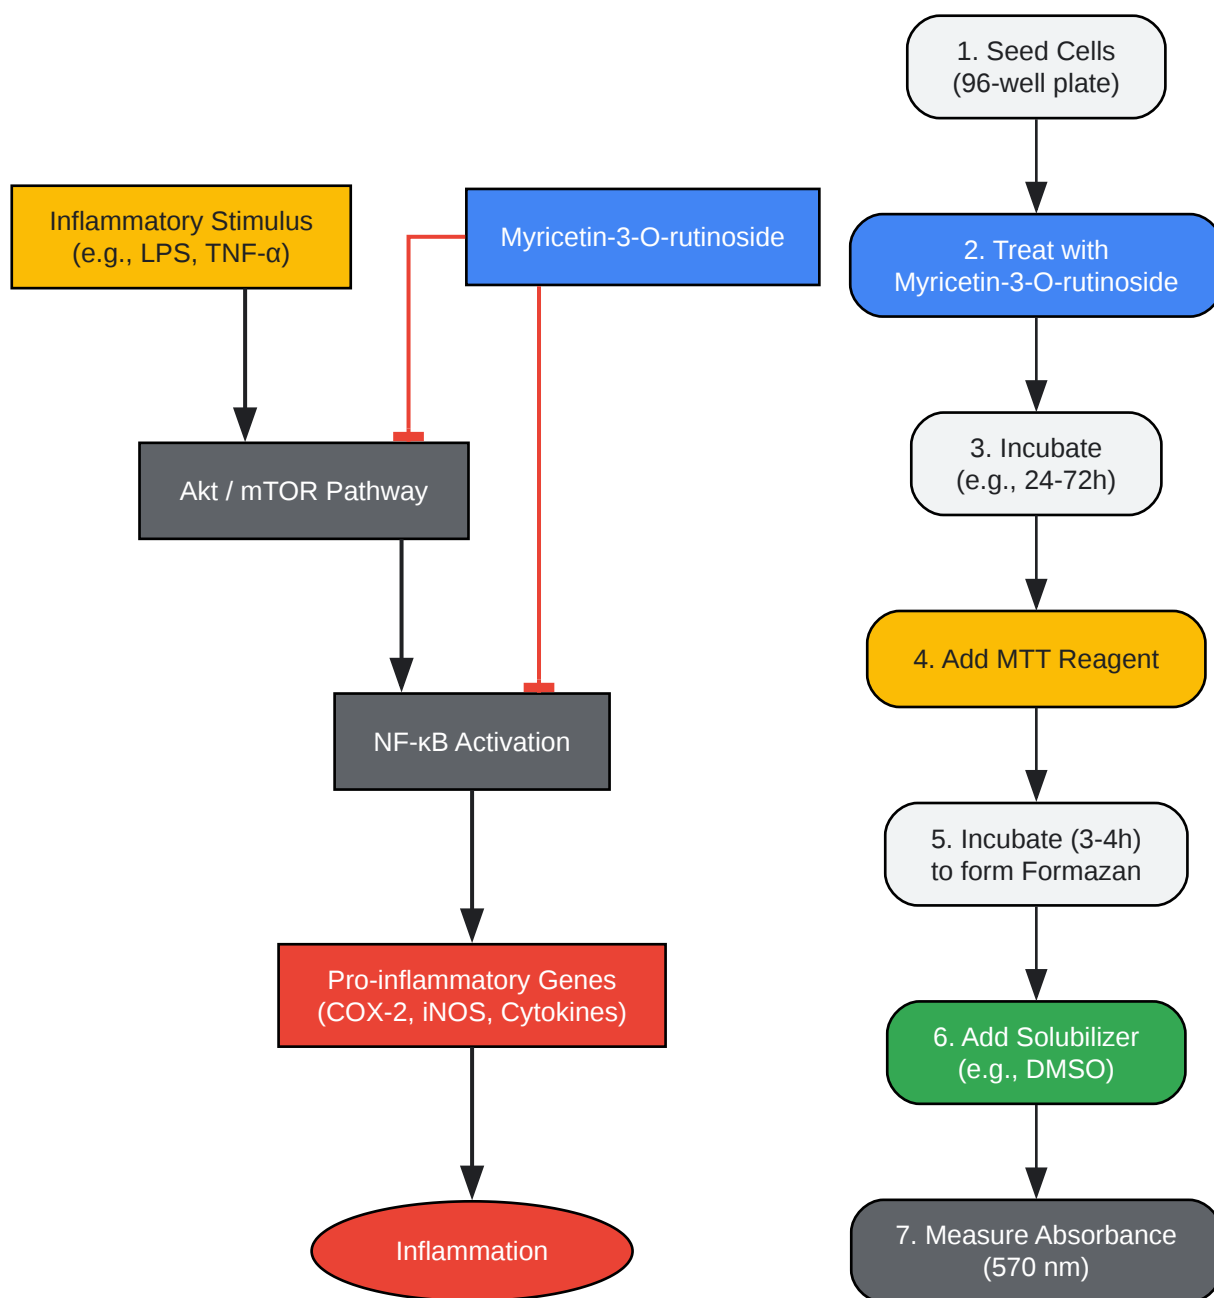 Inflammatory Stimulus
(e.g., LPS, TNF-α)
Myricetin-3-O-rutinoside
Akt / mTOR Pathway
NF-κB Activation
Pro-inflammatory Genes
(COX-2, iNOS, Cytokines)
Inflammation
1. Seed Cells
(96-well plate)
2. Treat with
Myricetin-3-O-rutinoside
3. Incubate
(e.g., 24-72h)
4. Add MTT Reagent
5. Incubate (3-4h)
to form Formazan
6. Add Solubilizer
(e.g., DMSO)
7. Measure Absorbance
(570 nm)